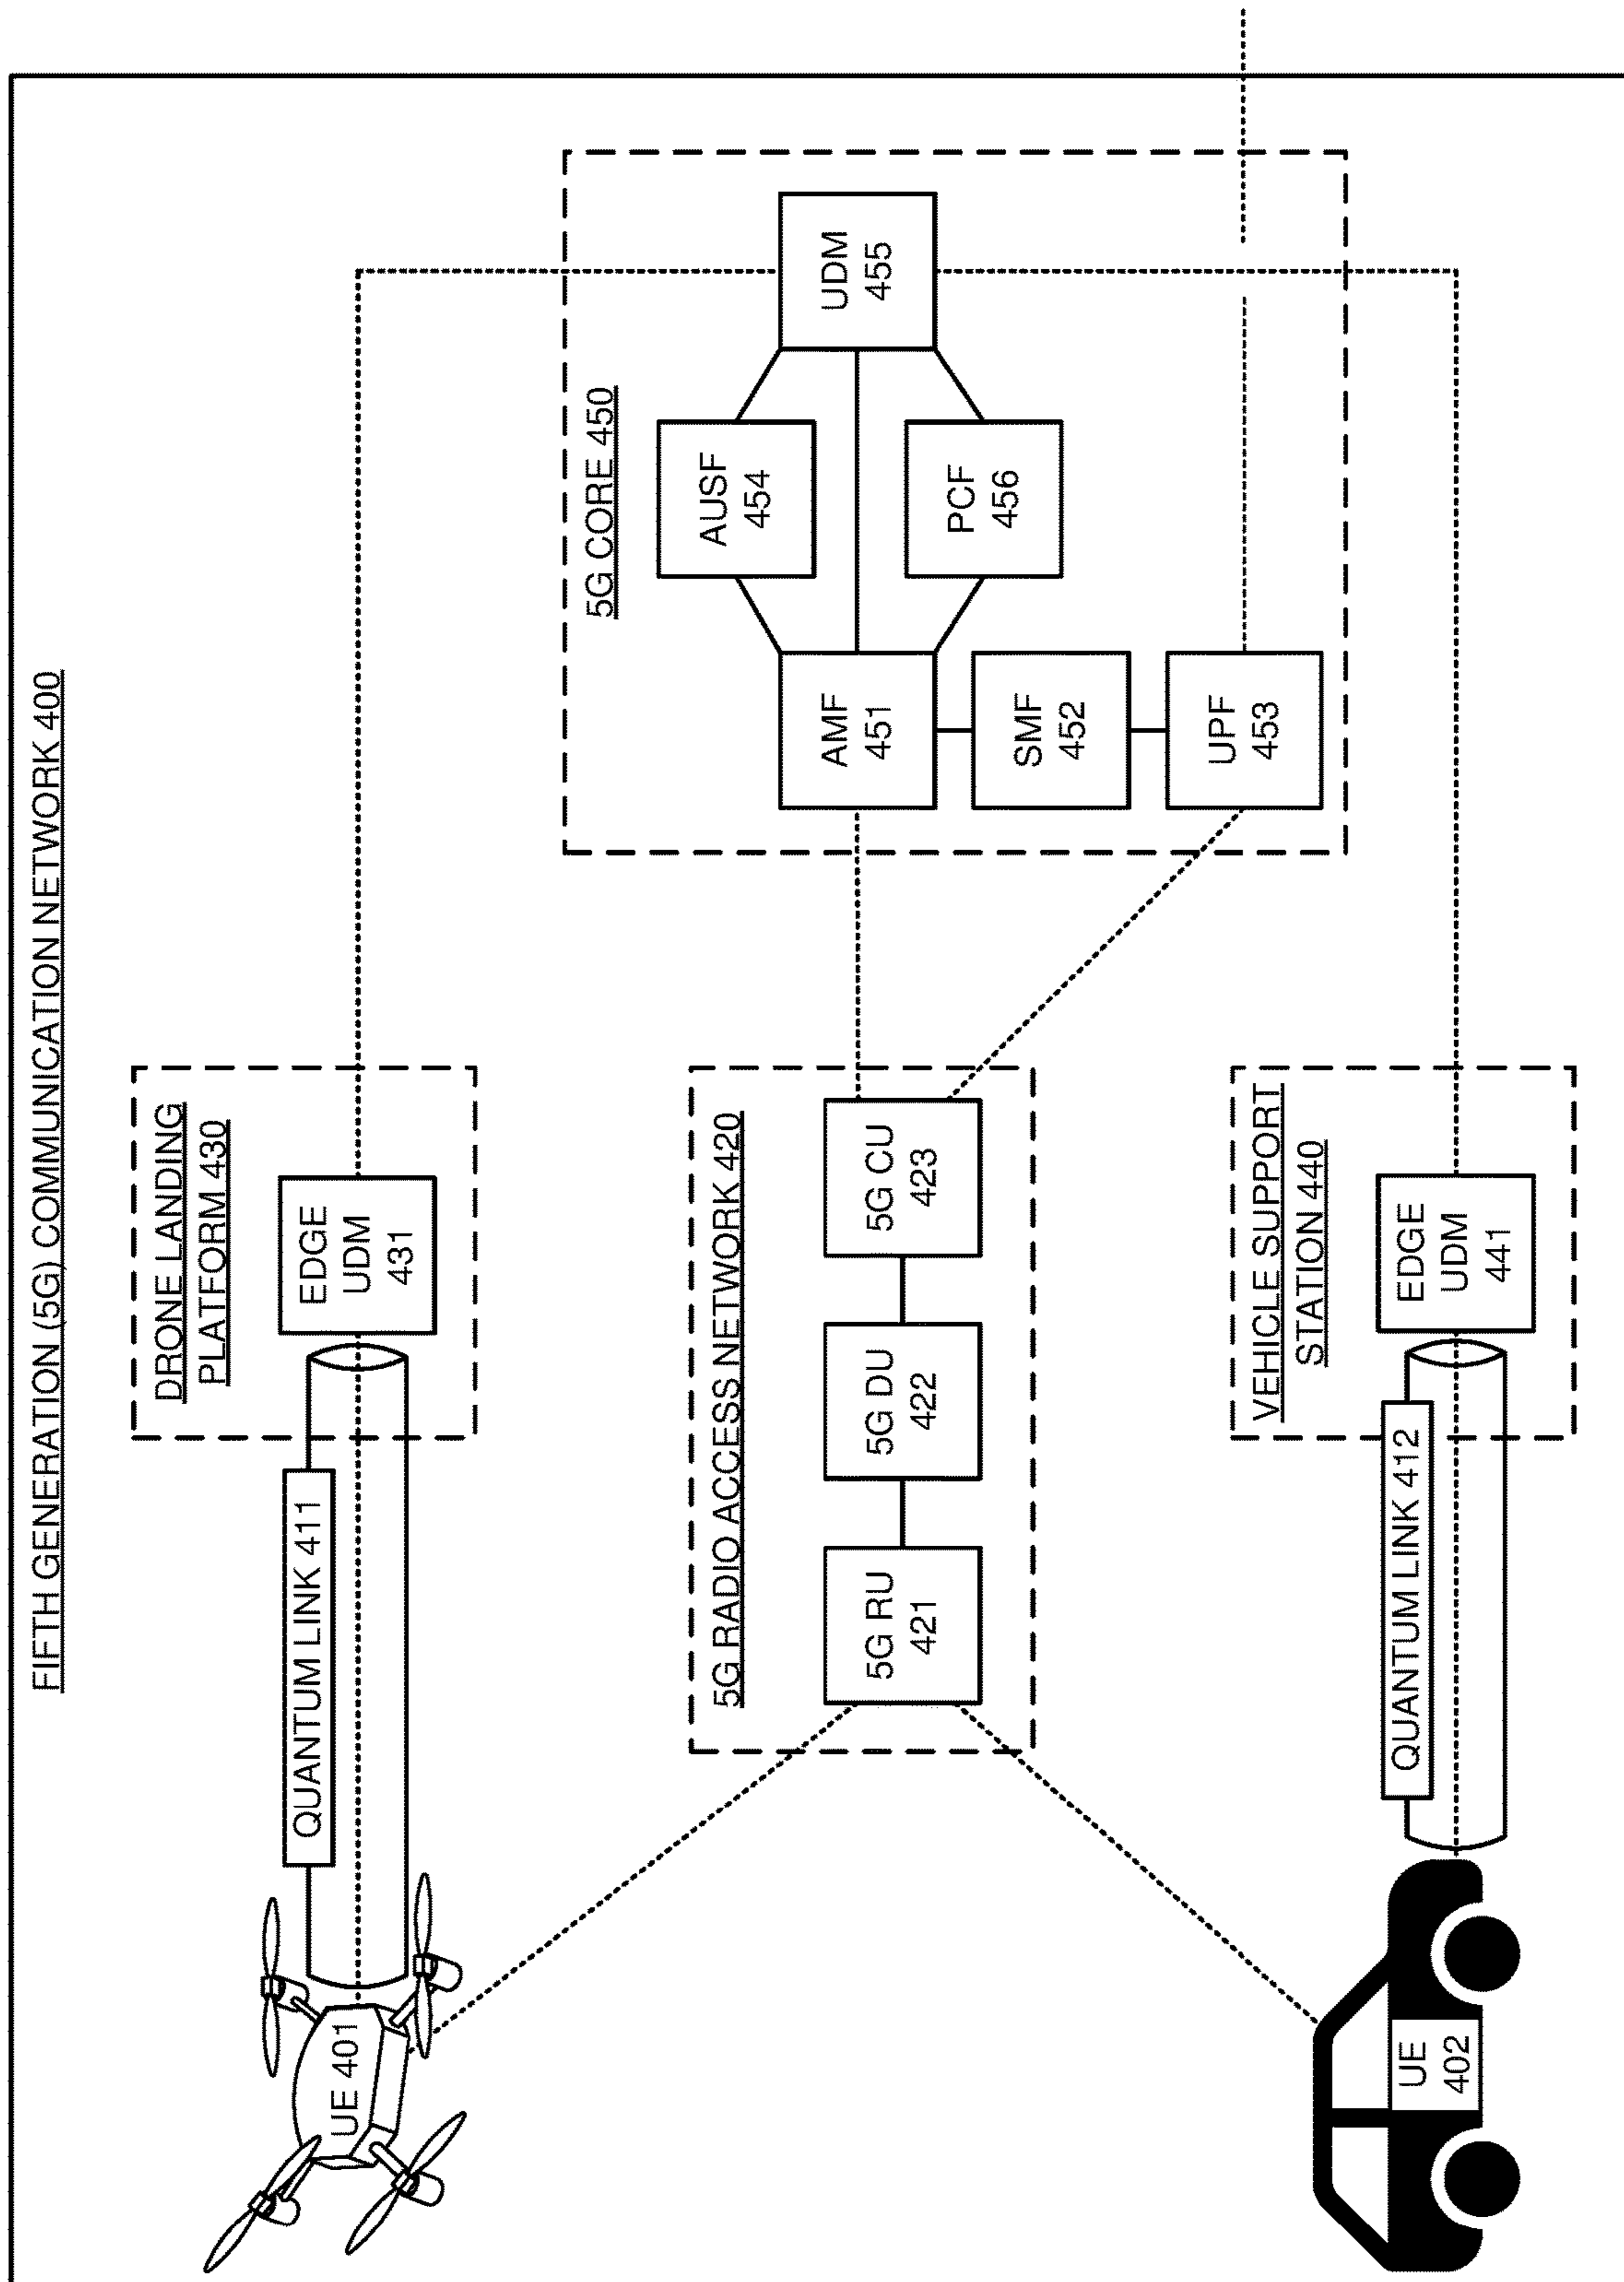 FIFTH GENERATION (5G) COMMUNICATION NETWORK 400
UE 401
QUANTUM LINK 411
DRONE LANDING
PLATFORM 430
EDGE
UDM
431
5G RADIO ACCESS NETWORK 420
5G RU
421
5G DU
422
5G CU
423
5G CORE 450
AUSF
454
AMF
451
UDM
455
PCF
456
SMF
452
UPF
453
UE
402
QUANTUM LINK 412
VEHICLE SUPPORT
STATION 440
EDGE
UDM
441